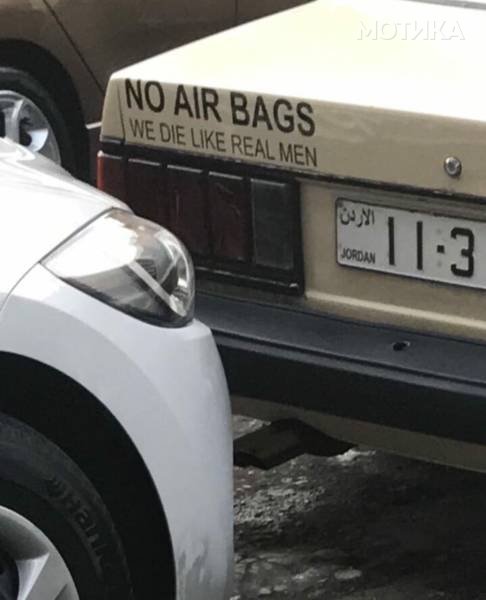 МОТИКА
NO AIR BAGS
WE DIE LIKE REAL MEN
الاردن
JORDAN
11-3